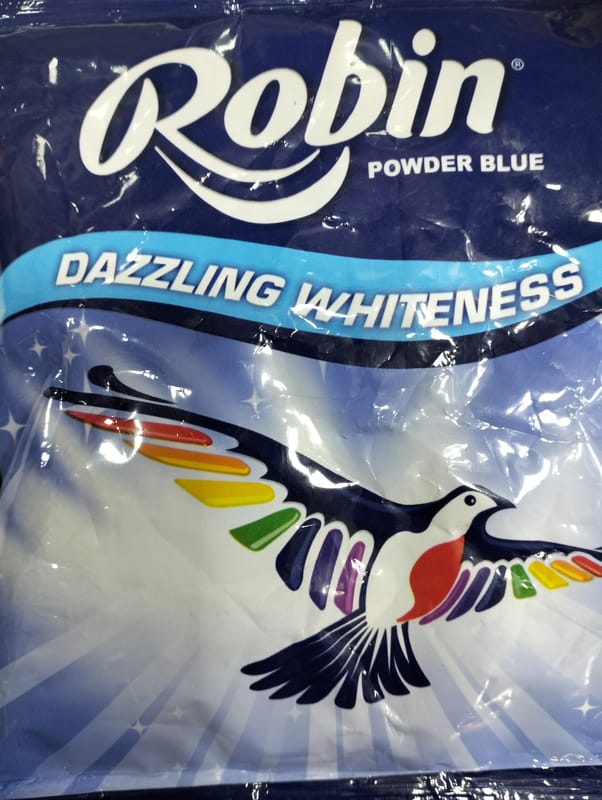 Robin®
POWDER BLUE
DAZZLING WHITENESS